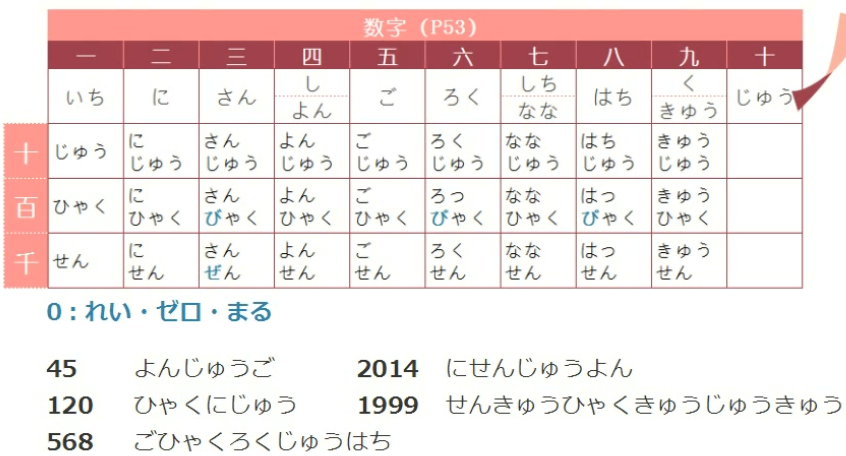 数字（P53）
一 二 三 四 五 六 七 八 九 十
いち に さん し よん ご ろく しち なな はち く きゅう じゅう
十 じゅう に じゅう さん じゅう よん じゅう ご じゅう ろく じゅう なな じゅう はち じゅう きゅう じゅう
百 ひゃく に ひゃく さん びゃく よん ひゃく ご ひゃく ろっ ぴゃく なな ひゃく はっ ぴゃく きゅう ひゃく
千 せん に せん さん ぜん よん せん ご せん ろく せん なな せん はっ せん きゅう せん
0：れい・ゼロ・まる
45 よんじゅうご 2014 にせんじゅうよん
120 ひゃくにじゅう 1999 せんきゅうひゃくきゅうじゅうきゅう
568 ごひゃくろくじゅうはち